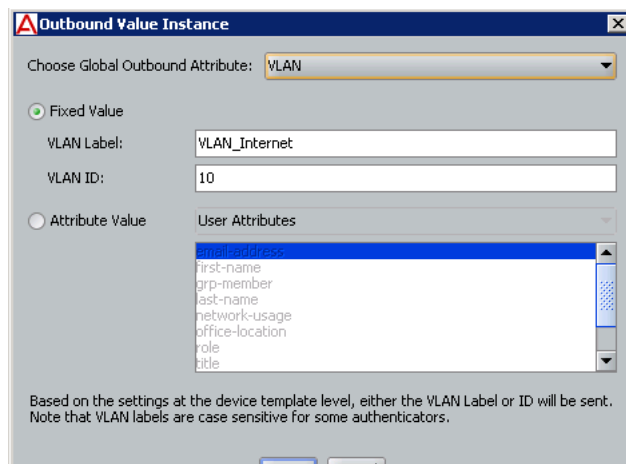 Outbound Value Instance
Choose Global Outbound Attribute: VLAN
Fixed Value
VLAN Label: VLAN_Internet
VLAN ID: 10
Attribute Value User Attributes
email-address
first-name
grp-member
last-name
network-usage
office-location
role
title
Based on the settings at the device template level, either the VLAN Label or ID will be sent.
Note that VLAN labels are case sensitive for some authenticators.